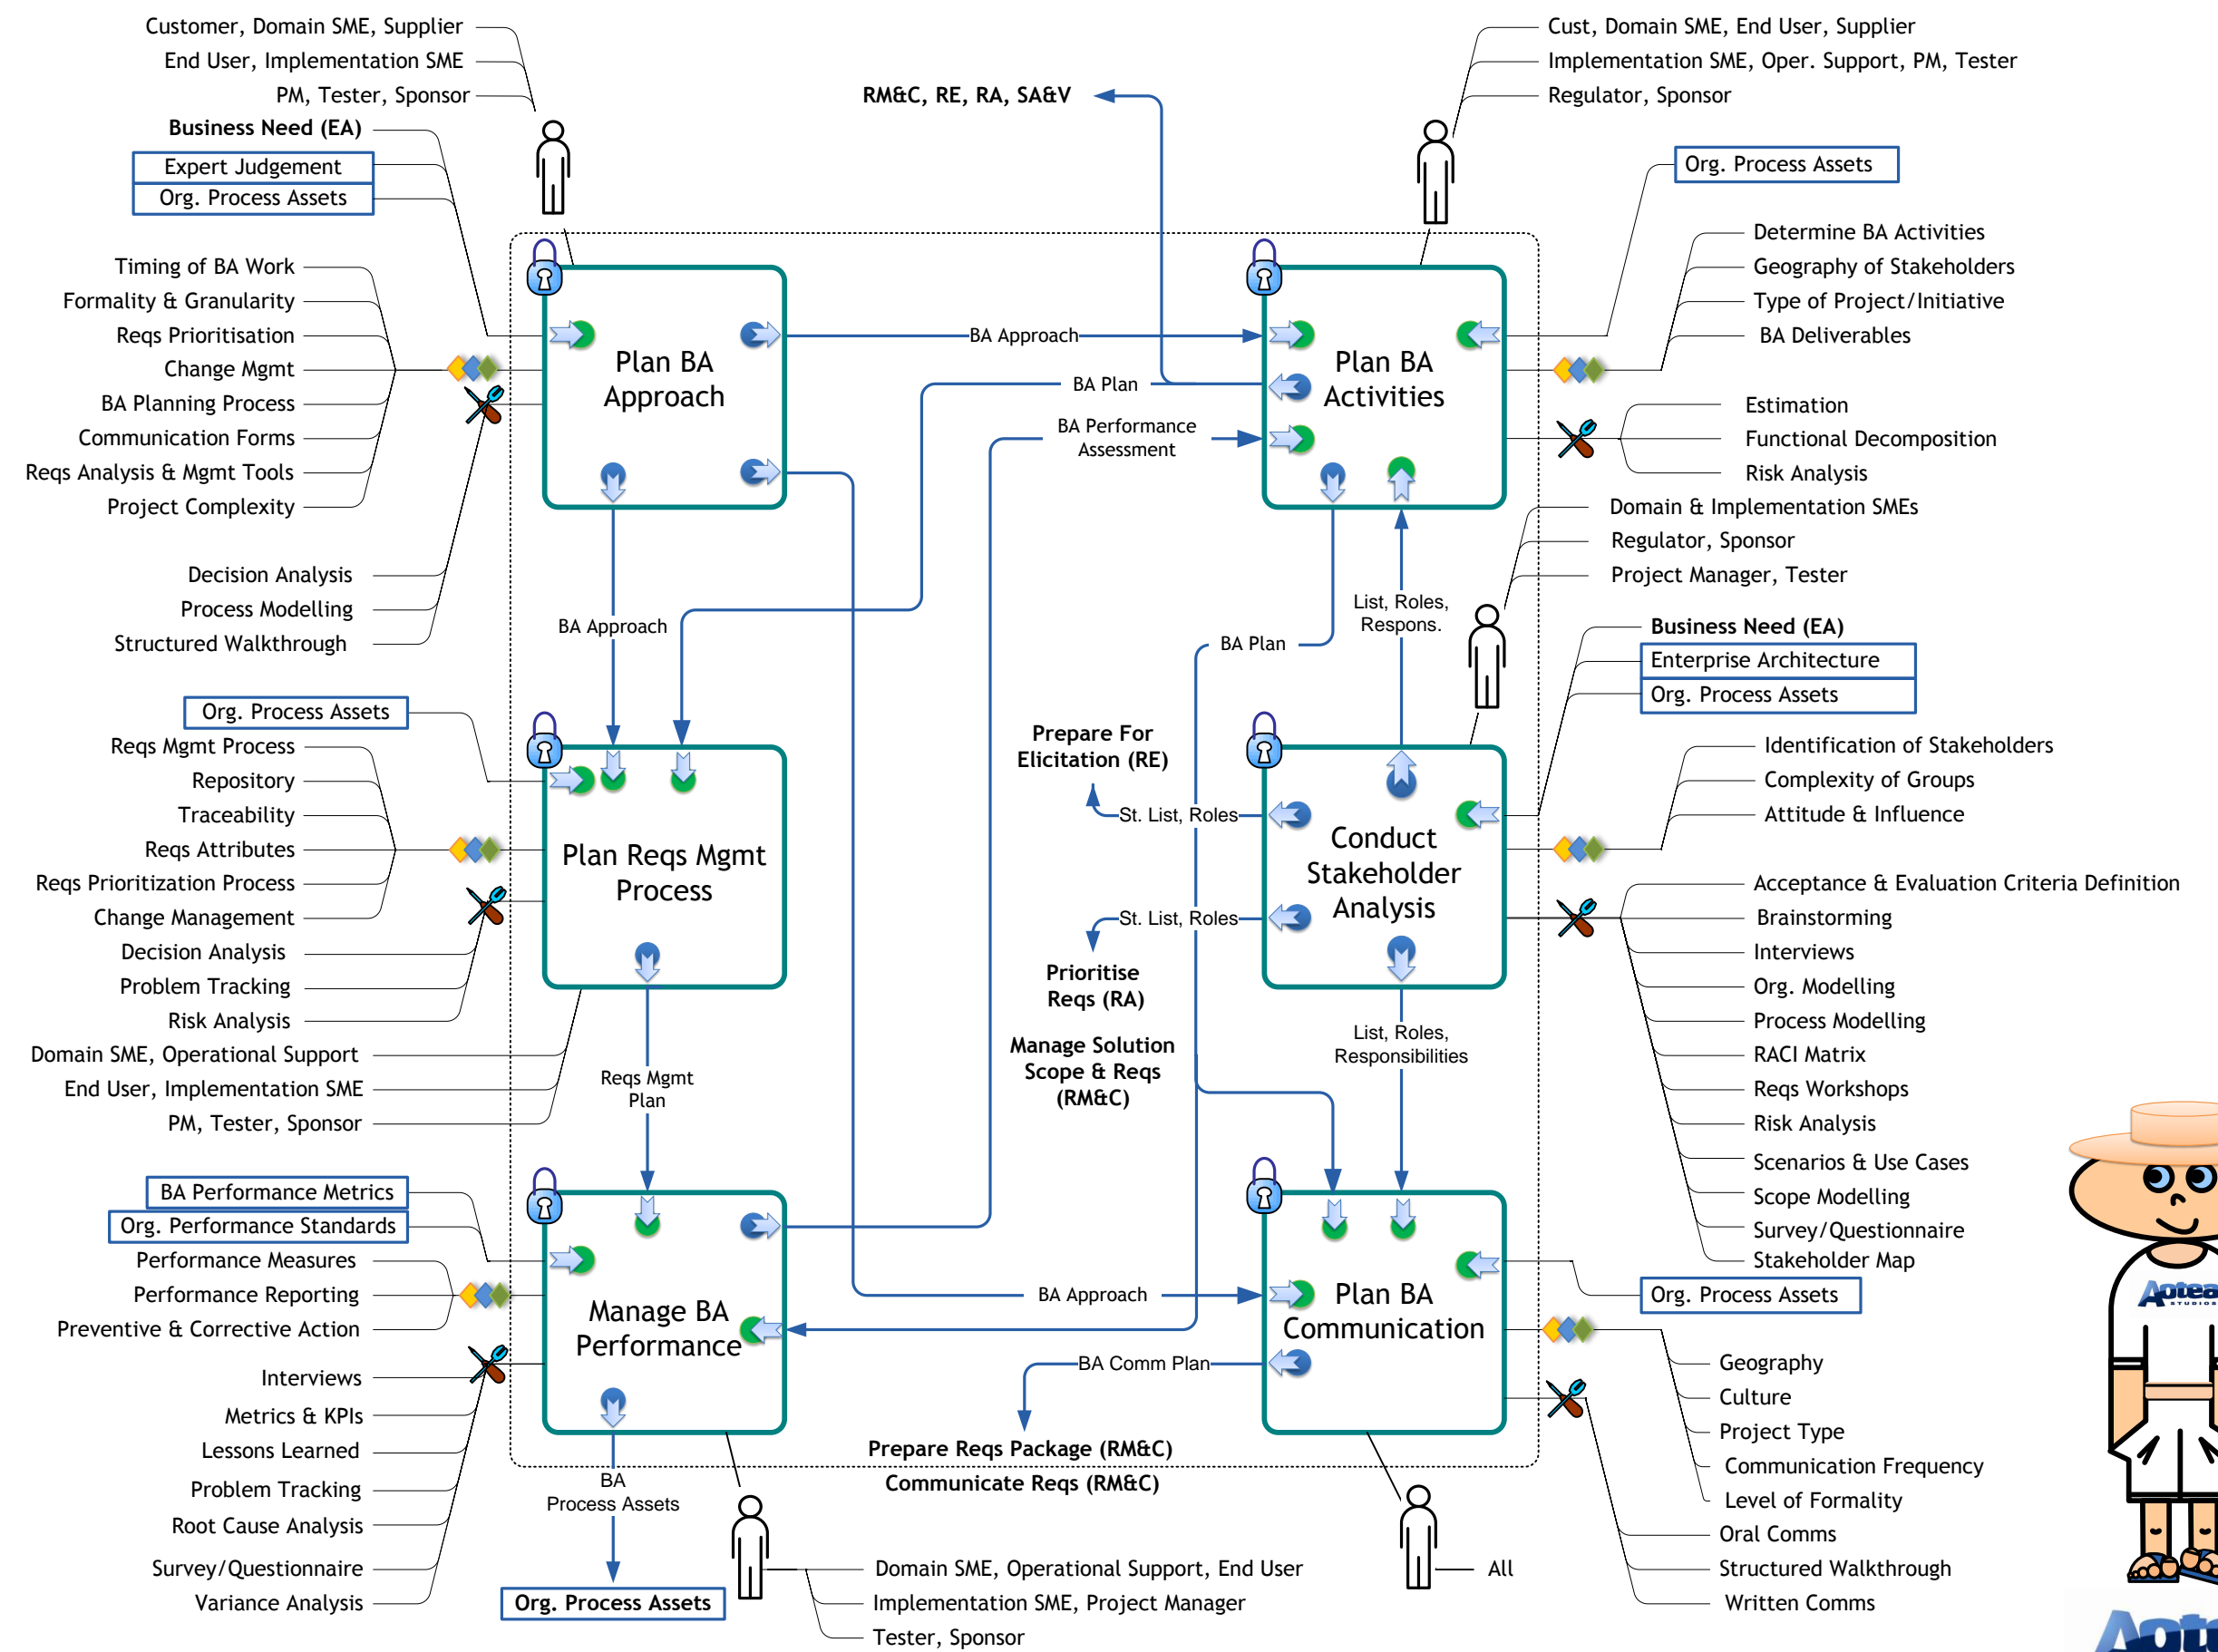 Customer, Domain SME, Supplier
End User, Implementation SME
PM, Tester, Sponsor
Business Need (EA)
Expert Judgement
Org. Process Assets
Timing of BA Work
Formality & Granularity
Reqs Prioritisation
Change Mgmt
BA Planning Process
Communication Forms
Reqs Analysis & Mgmt Tools
Project Complexity
Decision Analysis
Process Modelling
Structured Walkthrough
Plan BA
Approach
RM&C, RE, RA, SA&V
BA Approach
BA Plan
BA Performance
Assessment
BA Approach
Cust, Domain SME, End User, Supplier
Implementation SME, Oper. Support, PM, Tester
Regulator, Sponsor
Org. Process Assets
Determine BA Activities
Geography of Stakeholders
Type of Project/Initiative
BA Deliverables
Estimation
Functional Decomposition
Risk Analysis
Plan BA
Activities
List, Roles,
Respons.
BA Plan
Domain & Implementation SMEs
Regulator, Sponsor
Project Manager, Tester
Business Need (EA)
Enterprise Architecture
Org. Process Assets
Identification of Stakeholders
Complexity of Groups
Attitude & Influence
Acceptance & Evaluation Criteria Definition
Brainstorming
Interviews
Org. Modelling
Process Modelling
RACI Matrix
Reqs Workshops
Risk Analysis
Scenarios & Use Cases
Scope Modelling
Survey/Questionnaire
Stakeholder Map
Conduct
Stakeholder
Analysis
Prepare For
Elicitation (RE)
St. List, Roles
St. List, Roles
Prioritise
Reqs (RA)
Manage Solution
Scope & Reqs
(RM&C)
List, Roles,
Responsibilities
Org. Process Assets
Reqs Mgmt Process
Repository
Traceability
Reqs Attributes
Reqs Prioritization Process
Change Management
Decision Analysis
Problem Tracking
Risk Analysis
Domain SME, Operational Support
End User, Implementation SME
PM, Tester, Sponsor
Plan Reqs Mgmt
Process
Reqs Mgmt
Plan
BA Performance Metrics
Org. Performance Standards
Performance Measures
Performance Reporting
Preventive & Corrective Action
Interviews
Metrics & KPIs
Lessons Learned
Problem Tracking
Root Cause Analysis
Survey/Questionnaire
Variance Analysis
Manage BA
Performance
BA
Process Assets
Org. Process Assets
Domain SME, Operational Support, End User
Implementation SME, Project Manager
Tester, Sponsor
BA Approach
BA Comm Plan
Prepare Reqs Package (RM&C)
Communicate Reqs (RM&C)
Plan BA
Communication
All
Org. Process Assets
Geography
Culture
Project Type
Communication Frequency
Level of Formality
Oral Comms
Structured Walkthrough
Written Comms